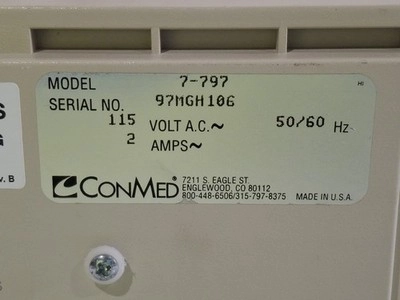 MODEL 7-797
SERIAL NO. 97MGH106
115 VOLT A.C.~ 50/60 Hz
2 AMPS~
CONMED
7211 S. EAGLE ST.
ENGLEWOOD, CO 80112
800-448-6506/315-797-8375 MADE IN U.S.A.
S
G
v. B